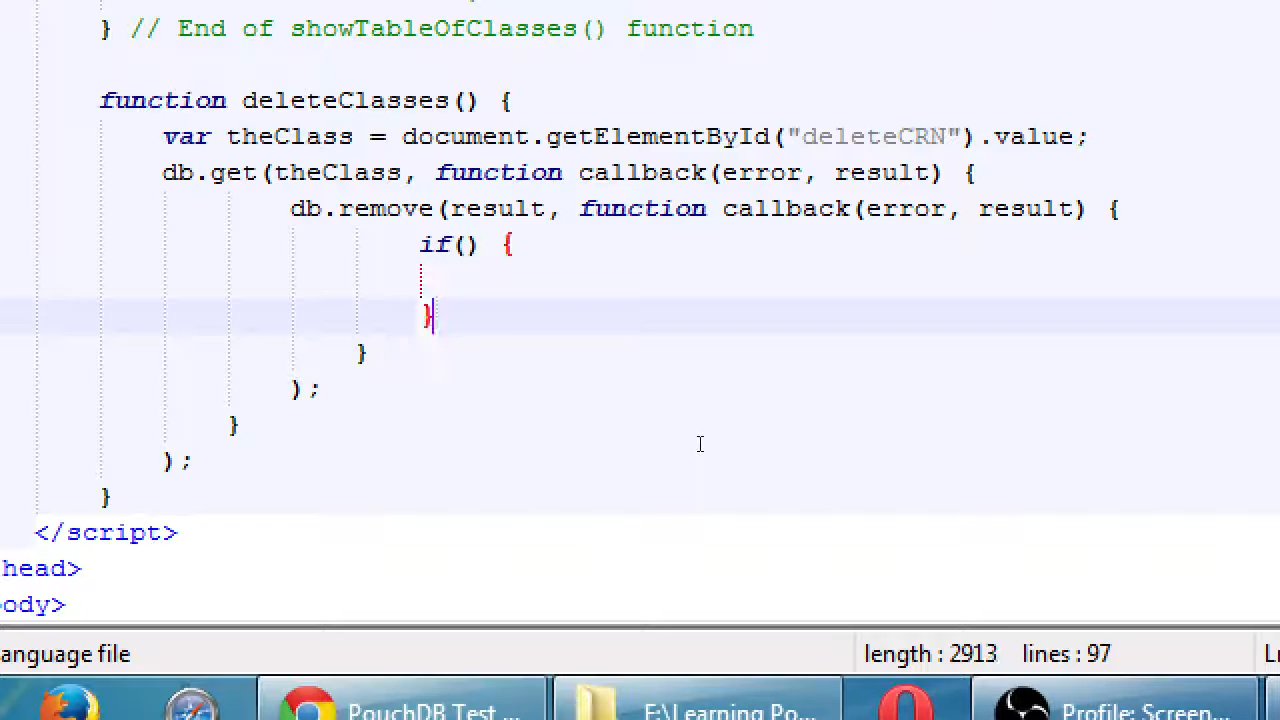 } // End of showTableOfClasses() function
function deleteClasses() {
var theClass = document.getElementById("deleteCRN").value;
db.get(theClass, function callback(error, result) {
db.remove(result, function callback(error, result) {
if() {
}
}
);
}
);
}
</script>
head>
ody>
anguage file length : 2913 lines : 97
PouchDB Test ... E:\Learning Po... Profile: Screen...